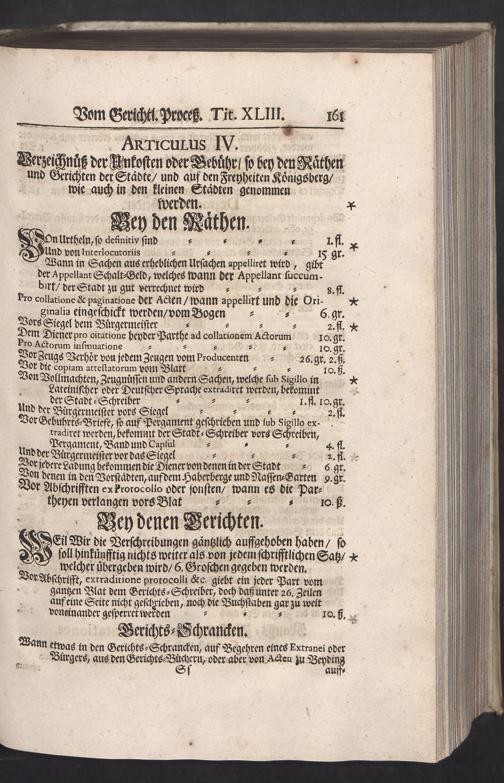 Vom Gerichtl. Proceß. Tit. XLIII. 161
ARTICULUS IV.
Verzeichnüß der Unkosten oder Gebühr/ so bey den Räthen
und Gerichten der Städte/ und auf den Freyheiten Königsberg/
wie auch in den kleinen Städten genommen
werden. *
Bey den Räthen.
VOn Urtheln, so definitiv sind - - - - 1. fl.
Und von Interlocutoriis - - - - 15 gr. *
Wann in Sachen aus erheblichen Ursachen appelliret wird, gibt
der Appellant Schalt-Geld, welches wann der Appellant succum-
birt/ der Stadt zu gut verrechnet wird - - 8. fl.
Pro collatione & paginatione der Acten/ wann appellirt und die Ori- *
ginalia eingeschickt werden/ vom Bogen - - 6. gr.
Vors Siegel dem Bürgermeister - - - - 2. fl. *
Dem Diener pro citatione beyder Parthe ad collationem Actorum 10. gr.
Pro Actorum insinuatione - - - - 10. gr.
Vor Zeugs Verhör von jedem Zeugen vom Producenten - 26. gr. 2. ß.
Vor die copiam attestatorum vom Blatt - - 10. ß.
Von Vollmachten, Zeugnüssen und andern Sachen, welche sub Sigillo in *
Lateinischer oder Deutscher Sprache extradiret werden, bekommt
der Stadt-Schreiber - - - 1. fl. 10. gr.
Und der Bürgermeister vors Siegel - - - 2. fl.
Vor Gebuhrts-Briefe, so auf Pergament geschrieben und sub Sigillo ex-
tradiret werden, bekommt der Stadt-Schreiber vors Schreiben,
Pergament, Band und Capsul - - - 4. fl.
Und der Bürgermeister vor das Siegel - - - 2. fl. *
Vor jedere Ladung bekommen die Diener von denen in der Stadt - 6 gr.
Von denen in den Vorstädten, auf dem Haberberge und Nassen-Garten 9. gr.
Vor Abschrifften ex Protocollo oder sonsten/ wann es die Par-
theyen verlangen vors Blat - - - 10. ß.
Bey denen Gerichten.
WEil Wir die Verschreibungen gäntzlich auffgehoben haben/ so
soll hinkünfftig nichts weiter als von jedem schrifftlichen Satz/ *
welcher übergeben wird/ 6. Groschen gegeben werden.
Vor Abschrifft, extraditione protocolli &c. giebt ein jeder Part vom
gantzen Blat dem Gerichts-Schreiber, doch daß unter 26. Zeilen
auf eine Seite nicht geschrieben, noch die Buchstaben gar zu weit
voneinander gesperret werden - - - 10. ß. *
Gerichts-Schrancken.
Wann etwas in den Gerichts-Schrancken, auf Begehren eines Extranei oder
Bürgers, aus den Gerichts-Büchern, oder aber von Acten zu Beyding
Sſ auff-